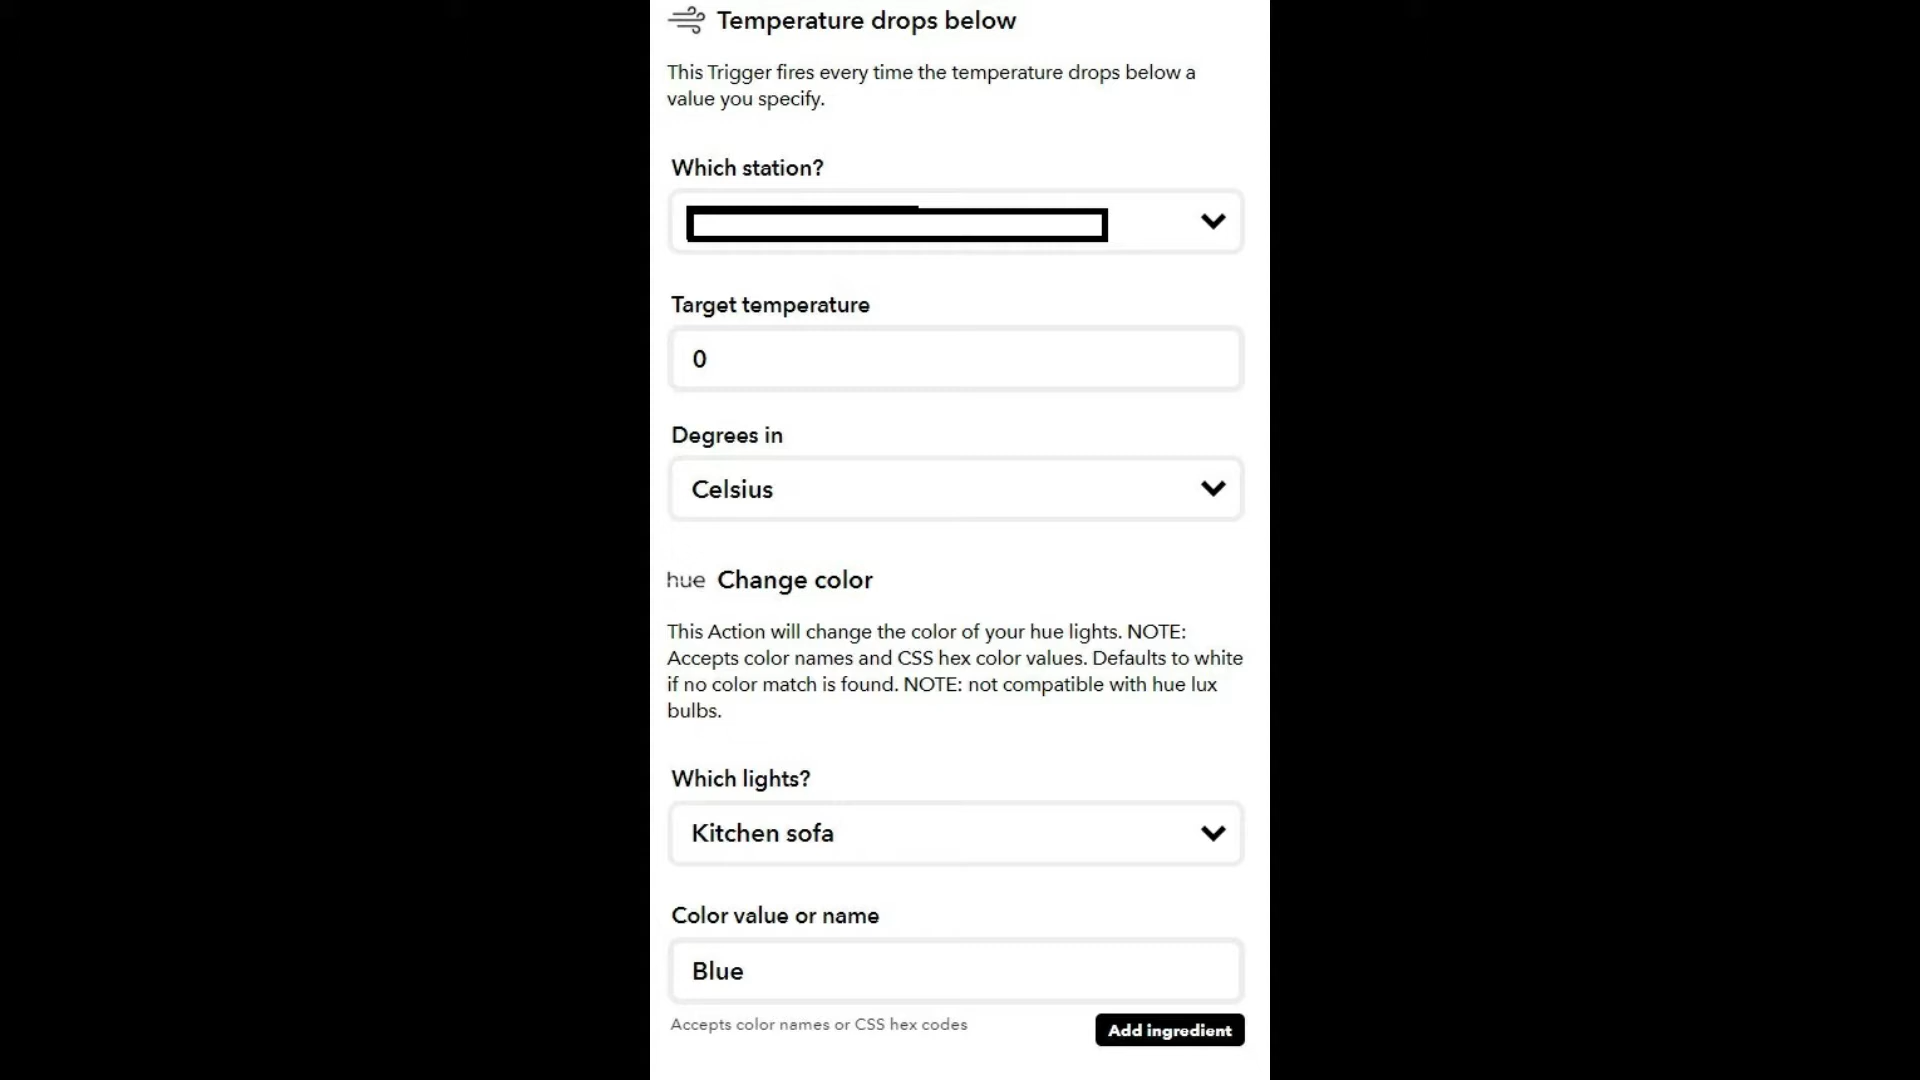 Temperature drops below
This Trigger fires every time the temperature drops below a
value you specify.
Which station?
Target temperature
0
Degrees in
Celsius
hue Change color
This Action will change the color of your hue lights. NOTE:
Accepts color names and CSS hex color values. Defaults to white
if no color match is found. NOTE: not compatible with hue lux
bulbs.
Which lights?
Kitchen sofa
Color value or name
Blue
Accepts color names or CSS hex codes
Add ingredient